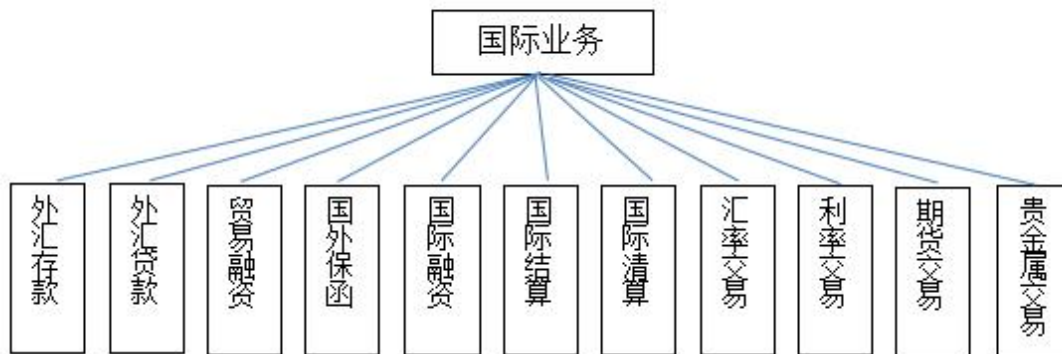 国际业务
外汇存款
外汇贷款
贸易融资
国外保函
国际融资
国际结算
国际清算
汇率交易
利率交易
期货交易
贵金属交易